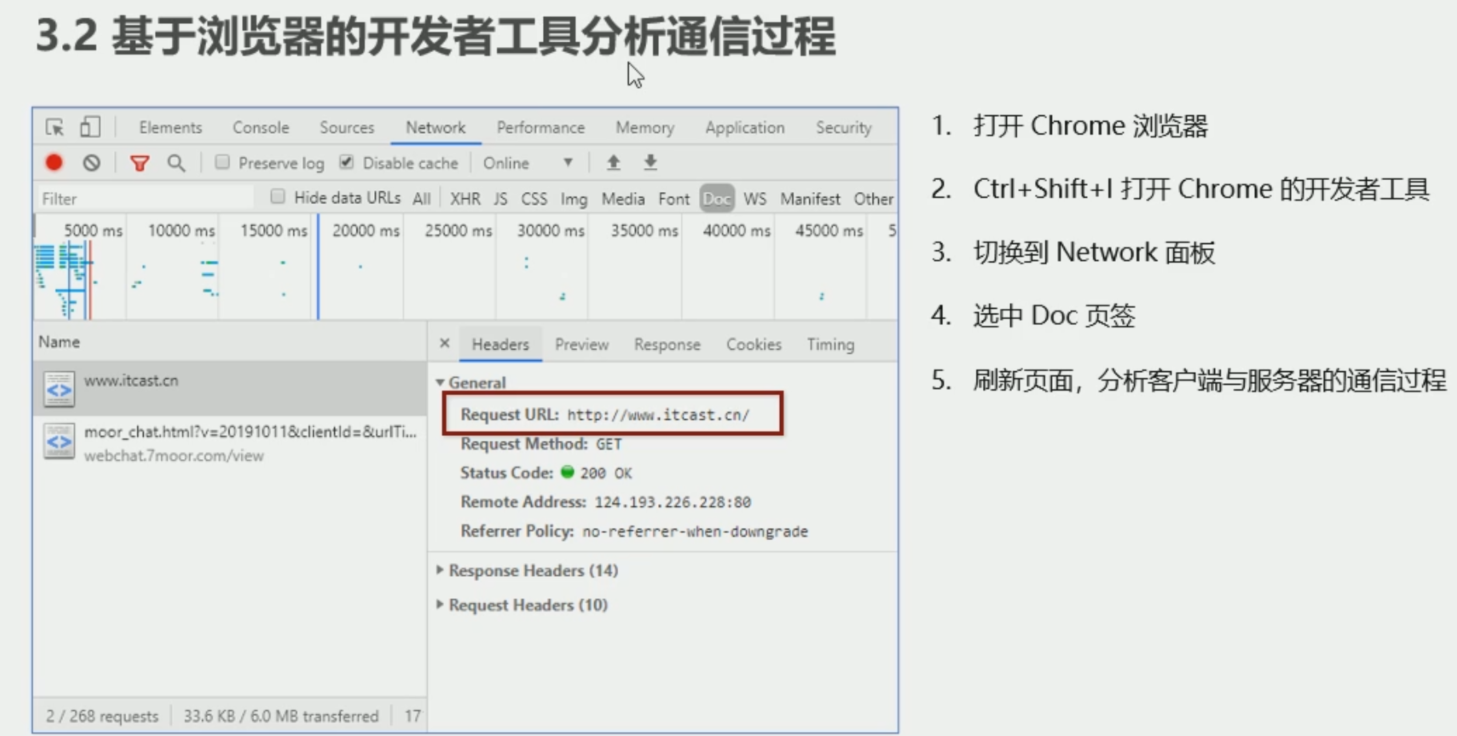 3.2 基于浏览器的开发者工具分析通信过程
Elements Console Sources Network Performance Memory Application Security
Preserve log Disable cache Online
Filter Hide data URLs All XHR JS CSS Img Media Font Doc WS Manifest Other
5000 ms 10000 ms 15000 ms 20000 ms 25000 ms 30000 ms 35000 ms 40000 ms 45000 ms 5
Name
www.itcast.cn
moor_chat.html?v=20191011&clientId=&urlTi...
webchat.7moor.com/view
2 / 268 requests 33.6 KB / 6.0 MB transferred 17
× Headers Preview Response Cookies Timing
General
Request URL: http://www.itcast.cn/
Request Method: GET
Status Code: 200 OK
Remote Address: 124.193.226.228:80
Referrer Policy: no-referrer-when-downgrade
Response Headers (14)
Request Headers (10)
1. 打开 Chrome 浏览器
2. Ctrl+Shift+I 打开 Chrome 的开发者工具
3. 切换到 Network 面板
4. 选中 Doc 页签
5. 刷新页面，分析客户端与服务器的通信过程